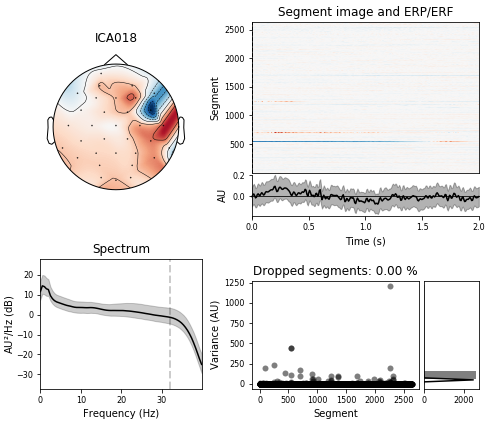 ICA018
Segment image and ERP/ERF
2500
2000
1500
1000
500
Segment
0.2
0.0
AU
0.0 0.5 1.0 1.5 2.0
Time (s)
Spectrum
20
10
0
−10
−20
−30
AU²/Hz (dB)
0 10 20 30
Frequency (Hz)
Dropped segments: 0.00 %
1250
1000
750
500
250
0
Variance (AU)
0 500 1000 1500 2000 2500
Segment
0 2000